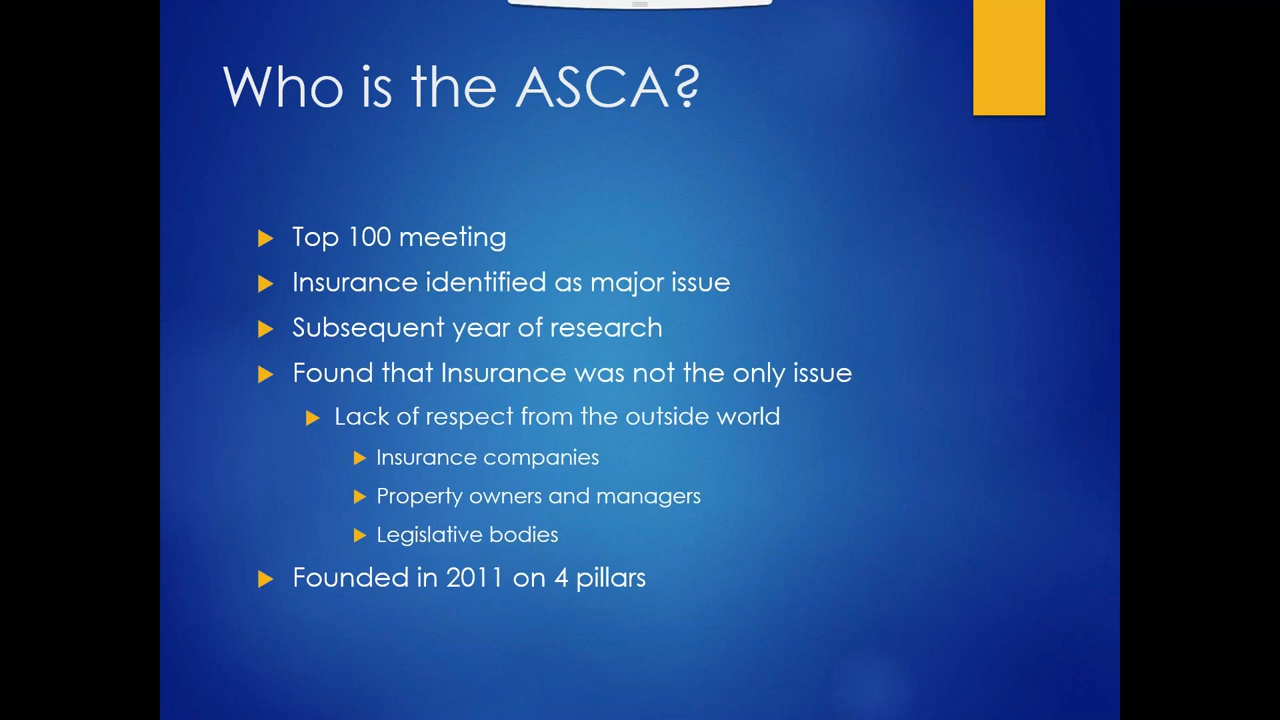 Who is the ASCA?
Top 100 meeting
Insurance identified as major issue
Subsequent year of research
Found that Insurance was not the only issue
Lack of respect from the outside world
Insurance companies
Property owners and managers
Legislative bodies
Founded in 2011 on 4 pillars